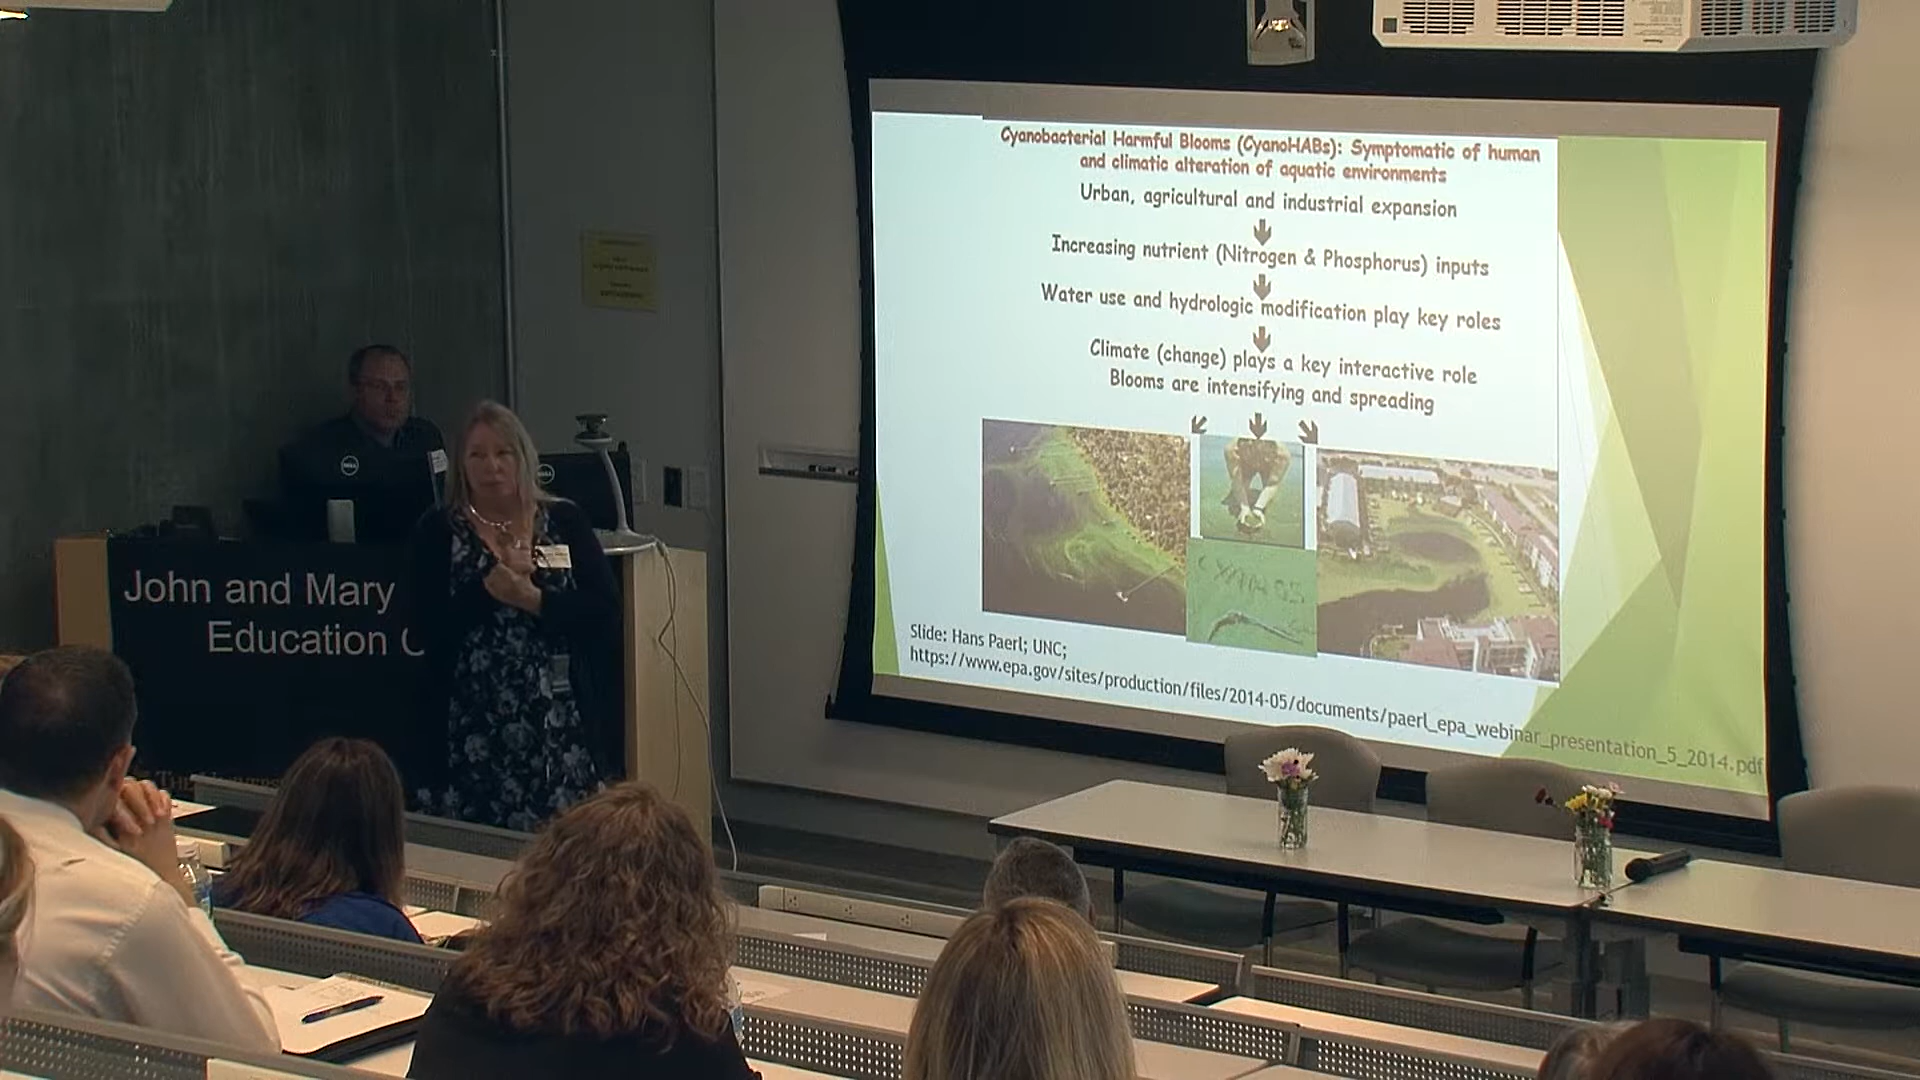 Cyanobacterial Harmful Blooms (CyanoHABs): Symptomatic of human
and climatic alteration of aquatic environments
Urban, agricultural and industrial expansion
Increasing nutrient (Nitrogen & Phosphorus) inputs
Water use and hydrologic modification play key roles
Climate (change) plays a key interactive role
Blooms are intensifying and spreading
Slide: Hans Paerl; UNC;
https://www.epa.gov/sites/production/files/2014-05/documents/paerl_epa_webinar_presentation_5_2014.pdf
John and Mary
Education C
DELL